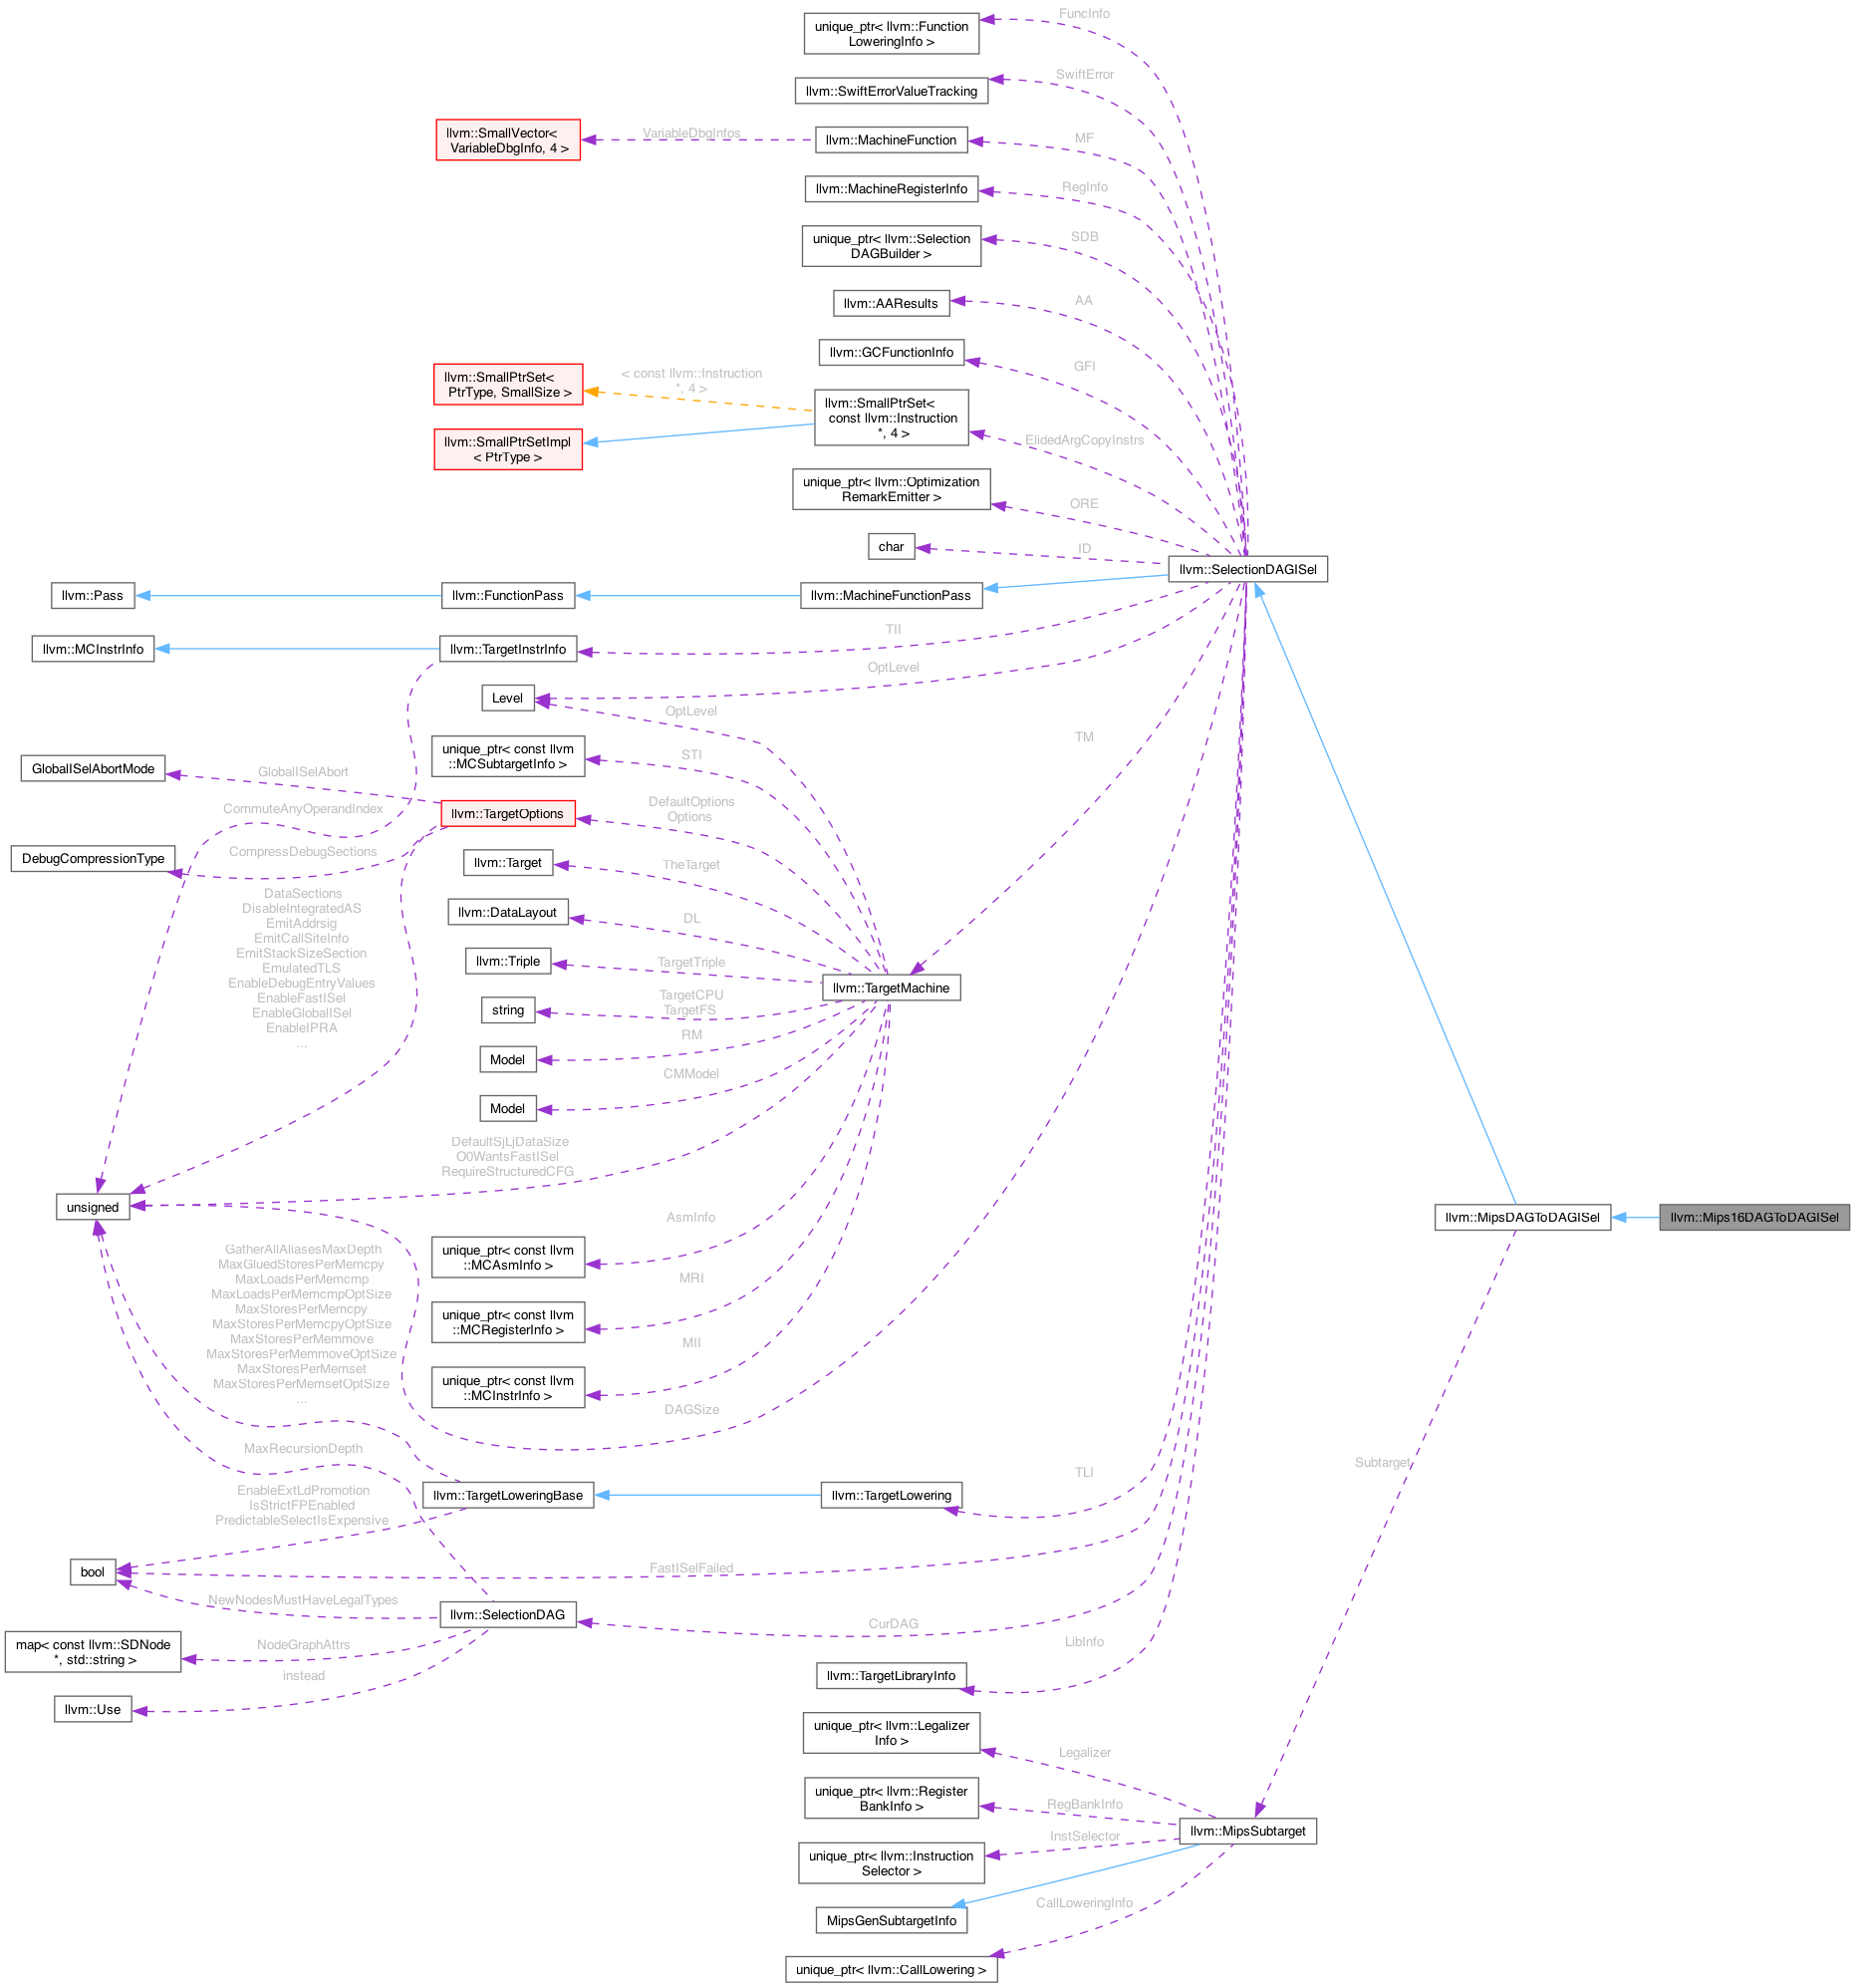 FuncInfo
unique_ptr< llvm::Function
LoweringInfo >
SwiftError
llvm::SwiftErrorValueTracking
llvm::SmallVector<
VariableDbgInfo, 4 >
VariableDbgInfos
llvm::MachineFunction
MF
llvm::MachineRegisterInfo
RegInfo
unique_ptr< llvm::Selection
DAGBuilder >
SDB
llvm::AAResults
AA
llvm::GCFunctionInfo
GFI
llvm::SmallPtrSet<
PtrType, SmallSize >
< const llvm::Instruction
*, 4 >
llvm::SmallPtrSet<
const llvm::Instruction
*, 4 >
llvm::SmallPtrSetImpl
< PtrType >
ElidedArgCopyInstrs
unique_ptr< llvm::Optimization
RemarkEmitter >
ORE
char
ID
llvm::SelectionDAGISel
llvm::Pass
llvm::FunctionPass
llvm::MachineFunctionPass
llvm::MCInstrInfo
llvm::TargetInstrInfo
TII
OptLevel
Level
OptLevel
unique_ptr< const llvm
::MCSubtargetInfo >
STI
TM
GlobalISelAbortMode
GlobalISelAbort
CommuteAnyOperandIndex
llvm::TargetOptions
DefaultOptions
Options
DebugCompressionType
CompressDebugSections
llvm::Target
TheTarget
DataSections
DisableIntegratedAS
EmitAddrsig
EmitCallSiteInfo
EmitStackSizeSection
EmulatedTLS
EnableDebugEntryValues
EnableFastISel
EnableGlobalISel
EnableIPRA
...
llvm::DataLayout
DL
llvm::Triple
TargetTriple
llvm::TargetMachine
string
TargetCPU
TargetFS
Model
RM
Model
CMModel
DefaultSjLjDataSize
O0WantsFastISel
RequireStructuredCFG
unsigned
AsmInfo
unique_ptr< const llvm
::MCAsmInfo >
llvm::MipsDAGToDAGISel
llvm::Mips16DAGToDAGISel
GatherAllAliasesMaxDepth
MaxGluedStoresPerMemcpy
MaxLoadsPerMemcmp
MaxLoadsPerMemcmpOptSize
MaxStoresPerMemcpy
MaxStoresPerMemcpyOptSize
MaxStoresPerMemmove
MaxStoresPerMemmoveOptSize
MaxStoresPerMemset
MaxStoresPerMemsetOptSize
...
MRI
unique_ptr< const llvm
::MCRegisterInfo >
MII
unique_ptr< const llvm
::MCInstrInfo >
DAGSize
MaxRecursionDepth
Subtarget
TLI
EnableExtLdPromotion
IsStrictFPEnabled
PredictableSelectIsExpensive
llvm::TargetLoweringBase
llvm::TargetLowering
bool
FastISelFailed
NewNodesMustHaveLegalTypes
llvm::SelectionDAG
CurDAG
map< const llvm::SDNode
*, std::string >
NodeGraphAttrs
LibInfo
instead
llvm::Use
llvm::TargetLibraryInfo
unique_ptr< llvm::Legalizer
Info >
Legalizer
unique_ptr< llvm::Register
BankInfo >
RegBankInfo
llvm::MipsSubtarget
InstSelector
unique_ptr< llvm::Instruction
Selector >
MipsGenSubtargetInfo
CallLoweringInfo
unique_ptr< llvm::CallLowering >